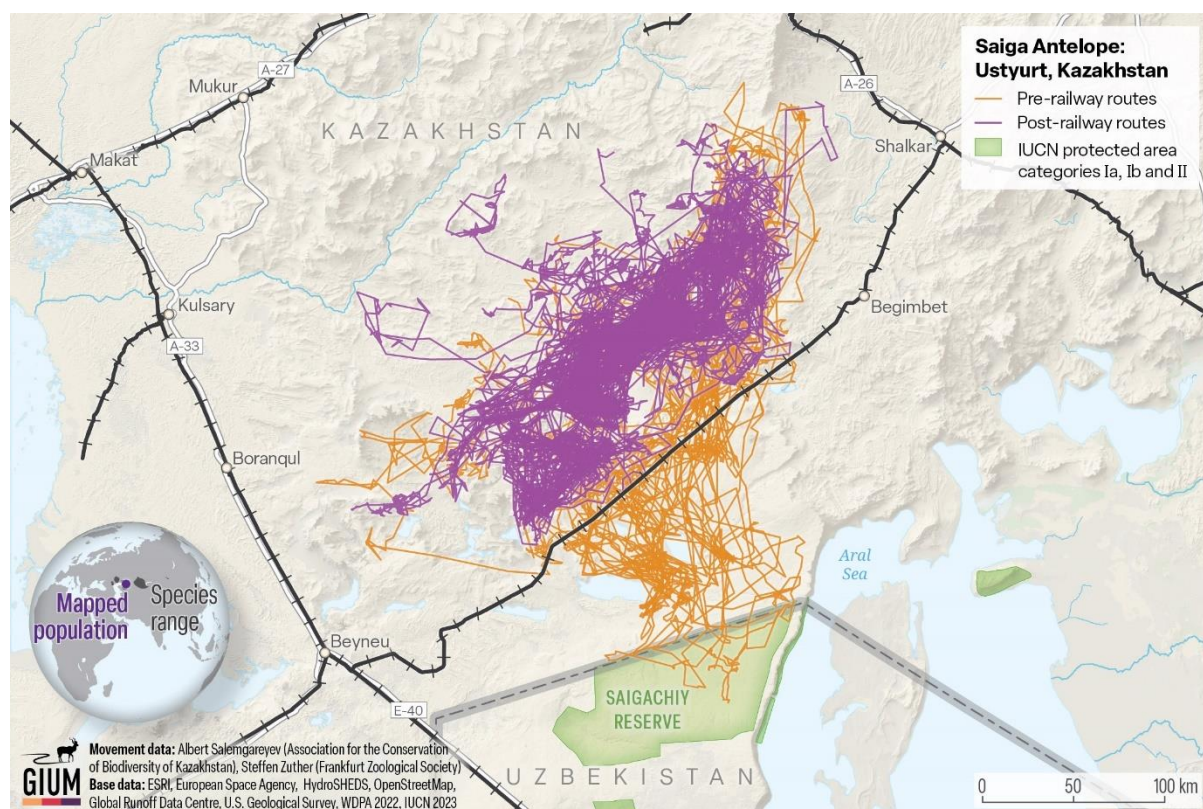 Saiga Antelope:
Ustyurt, Kazakhstan
Pre-railway routes
Post-railway routes
IUCN protected area
categories Ia, Ib and II
A-27
Mukur
KAZAKHSTAN
A-26
Makat
Shalkar
Kulsary
Begimbet
A-33
Boranqul
Aral
Sea
Mapped
population
Species
range
Beyneu
SAIGACHIY
RESERVE
E-40
UZBEKISTAN
GIUM
Movement data: Albert Salemgareyev (Association for the Conservation
of Biodiversity of Kazakhstan), Steffen Zuther (Frankfurt Zoological Society)
Base data: ESRI, European Space Agency, HydroSHEDS, OpenStreetMap,
Global Runoff Data Centre, U.S. Geological Survey, WDPA 2022, IUCN 2023
0 50 100 km